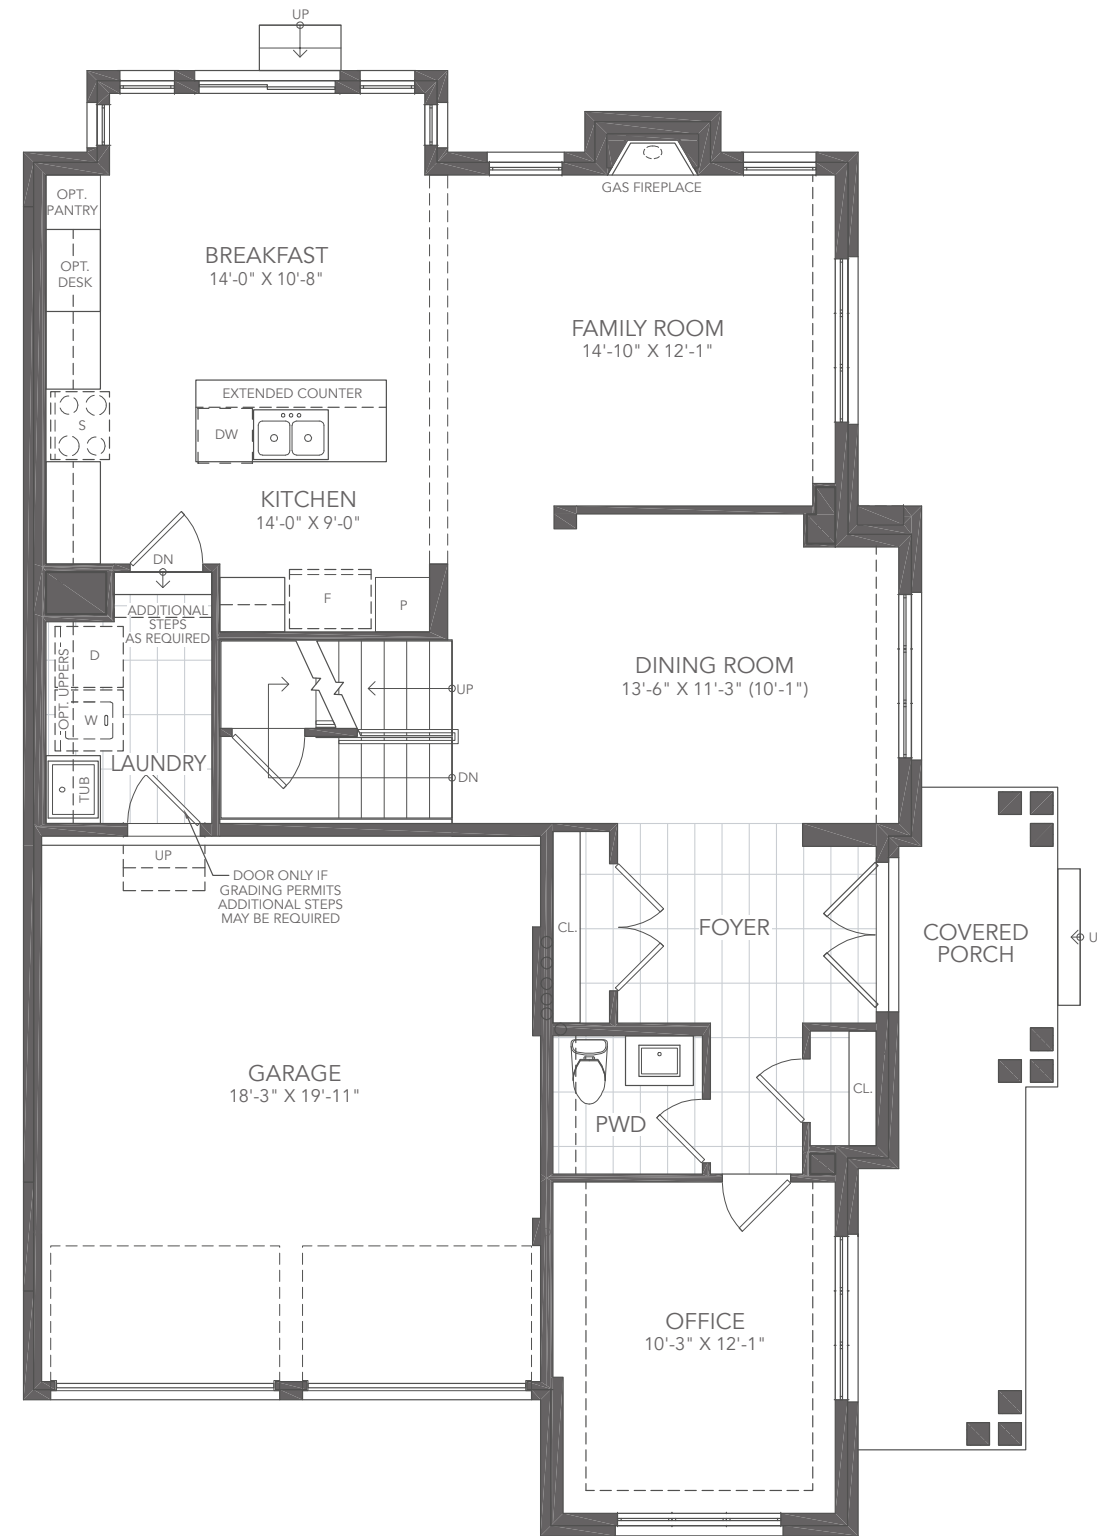 UP
OPT.
PANTRY
GAS FIREPLACE
BREAKFAST
14'-0" X 10'-8"
OPT.
DESK
FAMILY ROOM
14'-10" X 12'-1"
EXTENDED COUNTER
S
DW
KITCHEN
14'-0" X 9'-0"
DN
F
P
ADDITIONAL
STEPS
AS REQUIRED
D
OPT. UPPERS
W
UP
DINING ROOM
13'-6" X 11'-3" (10'-1")
LAUNDRY
TUB
DN
UP
DOOR ONLY IF
GRADING PERMITS
ADDITIONAL STEPS
MAY BE REQUIRED
CL.
FOYER
COVERED
PORCH
U
GARAGE
18'-3" X 19'-11"
PWD
CL.
OFFICE
10'-3" X 12'-1"